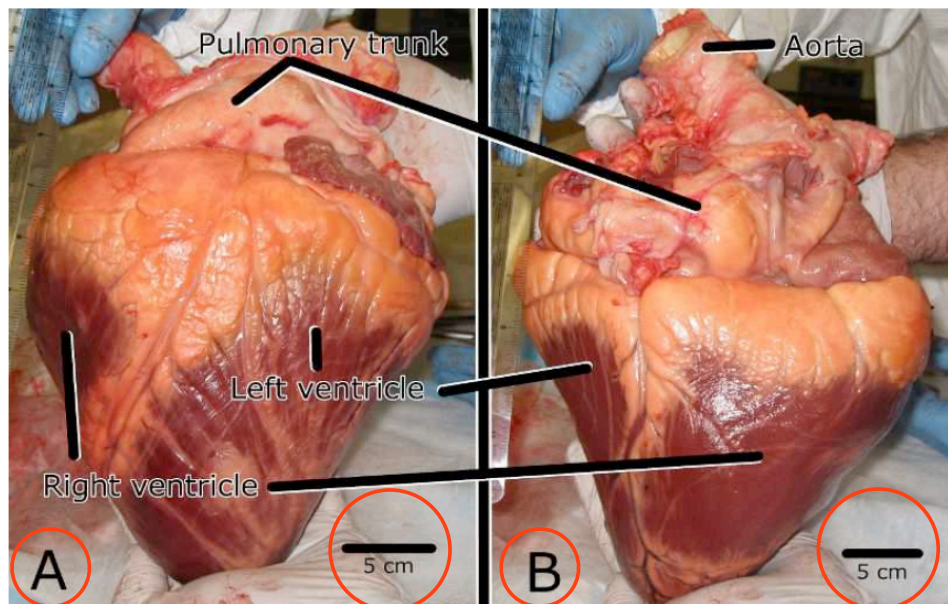 Pulmonary trunk
Aorta
Left ventricle
Right ventricle
A
5 cm
B
5 cm